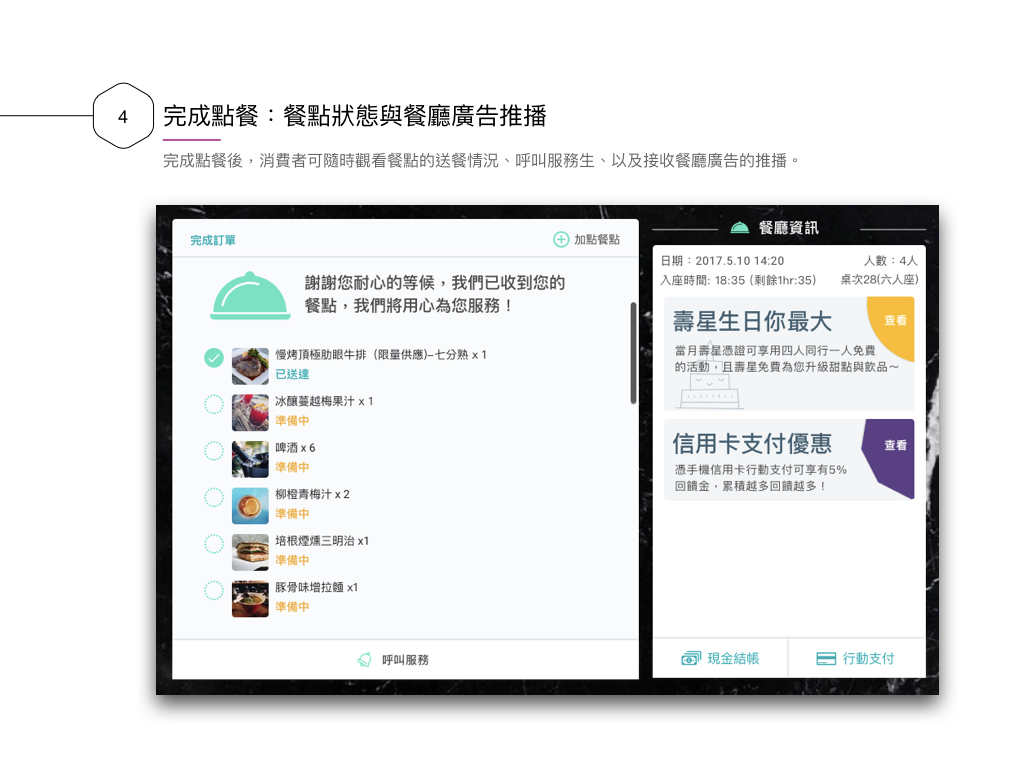 4
完成點餐：餐點狀態與餐廳廣告推播
完成點餐後，消費者可隨時觀看餐點的送餐情況、呼叫服務生、以及接收餐廳廣告的推播。
完成訂單
加點餐點
謝謝您耐心的等候，我們已收到您的
餐點，我們將用心為您服務！
慢烤頂極肋眼牛排（限量供應）–七分熟 x 1
已送達
冰釀蔓越梅果汁 x 1
準備中
啤酒 x 6
準備中
柳橙青梅汁 x 2
準備中
培根煙燻三明治 x1
準備中
豚骨味增拉麵 x1
準備中
呼叫服務
餐廳資訊
日期：2017.5.10 14:20
人數：4人
入座時間: 18:35 (剩餘1hr:35)
桌次28(六人座)
壽星生日你最大
查看
當月壽星憑證可享用四人同行一人免費
的活動，且壽星免費為您升級甜點與飲品～
信用卡支付優惠
查看
憑手機信用卡行動支付可享有5%
回饋金，累積越多回饋越多！
現金結帳
行動支付